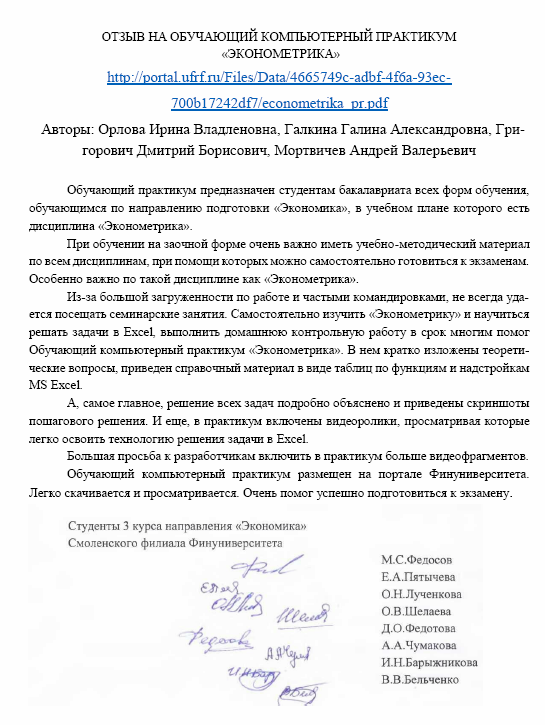 ОТЗЫВ НА ОБУЧАЮЩИЙ КОМПЬЮТЕРНЫЙ ПРАКТИКУМ
«ЭКОНОМЕТРИКА»
http://portal.ufrf.ru/Files/Data/4665749c-adbf-4f6a-93ec-
700b17242df7/econometrika_pr.pdf
Авторы: Орлова Ирина Владленовна, Галкина Галина Александровна, Гри-
горович Дмитрий Борисович, Мортвичев Андрей Валерьевич
Обучающий практикум предназначен студентам бакалавриата всех форм обучения,
обучающимся по направлению подготовки «Экономика», в учебном плане которого есть
дисциплина «Эконометрика».
При обучении на заочной форме очень важно иметь учебно-методический материал
по всем дисциплинам, при помощи которых можно самостоятельно готовиться к экзаменам.
Особенно важно по такой дисциплине как «Эконометрика».
Из-за большой загруженности по работе и частыми командировками, не всегда уда-
ется посещать семинарские занятия. Самостоятельно изучить «Эконометрику» и научиться
решать задачи в Excel, выполнить домашнюю контрольную работу в срок многим помог
Обучающий компьютерный практикум «Эконометрика». В нем кратко изложены теорети-
ческие вопросы, приведен справочный материал в виде таблиц по функциям и надстройкам
MS Excel.
А, самое главное, решение всех задач подробно объяснено и приведены скриншоты
пошагового решения. И еще, в практикум включены видеоролики, просматривая которые
легко освоить технологию решения задачи в Excel.
Большая просьба к разработчикам включить в практикум больше видеофрагментов.
Обучающий компьютерный практикум размещен на портале Финуниверситета.
Легко скачивается и просматривается. Очень помог успешно подготовиться к экзамену.
Студенты 3 курса направления «Экономика»
Смоленского филиала Финуниверситета
М.С.Федосов
Е.А.Пятычева
О.Н.Лученкова
О.В.Шелаева
Д.О.Федотова
А.А.Чумакова
И.Н.Барыжникова
В.В.Бельченко